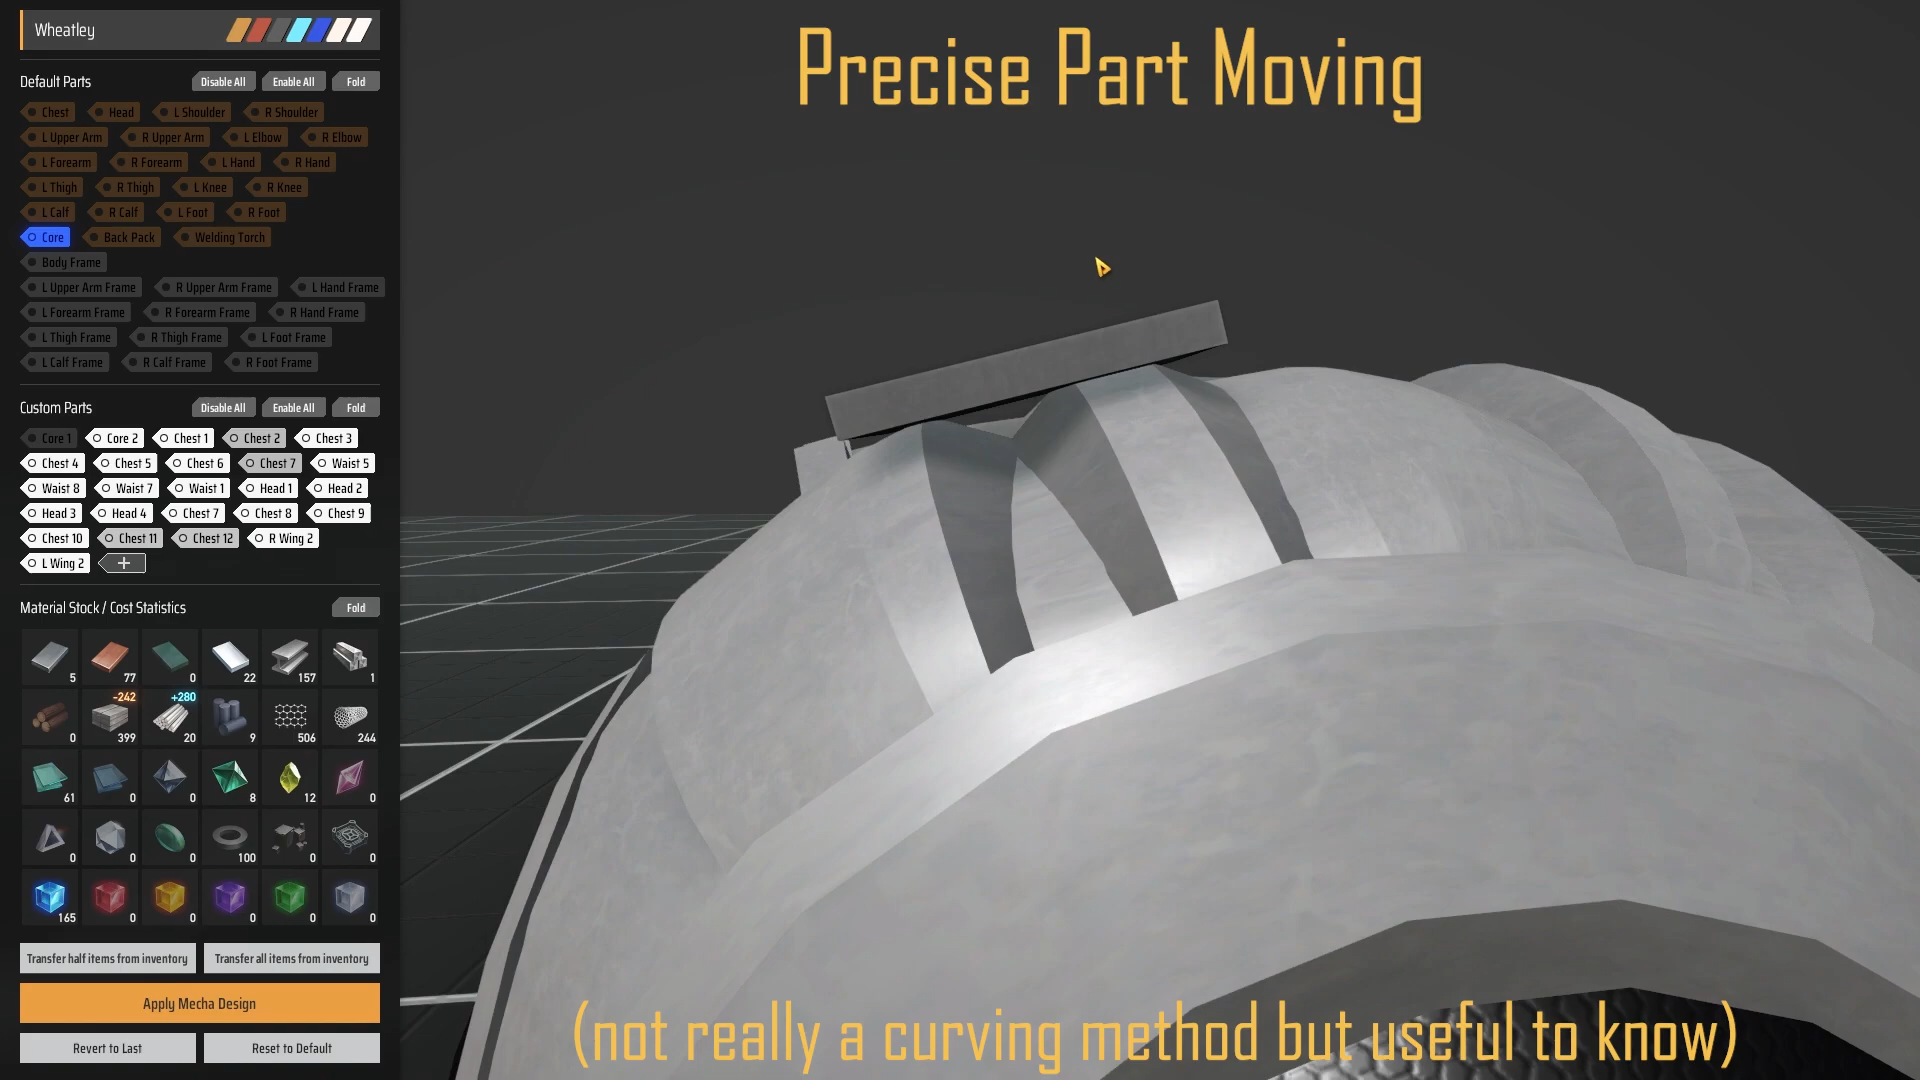 Wheatley
Precise Part Moving
Default Parts Disable All Enable All Fold
Chest Head L Shoulder R Shoulder
L Upper Arm R Upper Arm L Elbow R Elbow
L Forearm R Forearm L Hand R Hand
L Thigh R Thigh L Knee R Knee
L Calf R Calf L Foot R Foot
Core Back Pack Welding Torch
Body Frame
L Upper Arm Frame R Upper Arm Frame L Hand Frame
L Forearm Frame R Forearm Frame R Hand Frame
L Thigh Frame R Thigh Frame L Foot Frame
L Calf Frame R Calf Frame R Foot Frame
Custom Parts Disable All Enable All Fold
Core 1 Core 2 Chest 1 Chest 2 Chest 3
Chest 4 Chest 5 Chest 6 Chest 7 Waist 5
Waist 8 Waist 7 Waist 1 Head 1 Head 2
Head 3 Head 4 Chest 7 Chest 8 Chest 9
Chest 10 Chest 11 Chest 12 R Wing 2
L Wing 2 +
Material Stock / Cost Statistics Fold
5 77 0 22 157 1
-242 +280
0 399 20 9 506 244
61 0 0 8 12 0
0 0 0 100 0 0
165 0 0 0 0 0
Transfer half items from inventory Transfer all items from inventory
Apply Mecha Design
Revert to Last Reset to Default
(not really a curving method but useful to know)